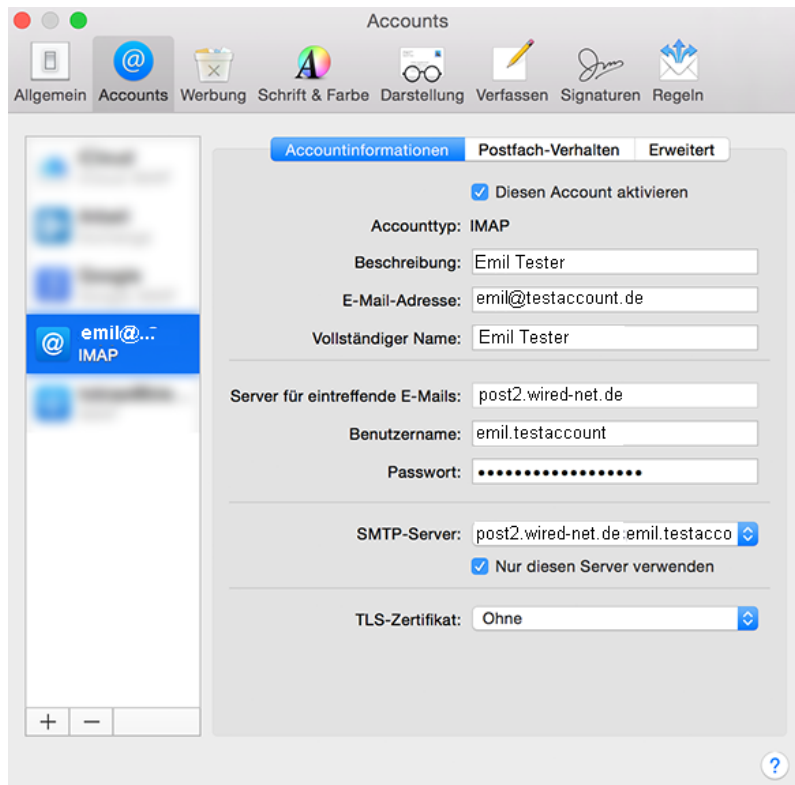 Accounts
Allgemein Accounts Werbung Schrift & Farbe Darstellung Verfassen Signaturen Regeln
Accountinformationen Postfach-Verhalten Erweitert
Diesen Account aktivieren
Accounttyp: IMAP
Beschreibung: Emil Tester
E-Mail-Adresse: emil@testaccount.de
Vollständiger Name: Emil Tester
emil@...
IMAP
Server für eintreffende E-Mails: post2.wired-net.de
Benutzername: emil.testaccount
Passwort: ••••••••••••••••••
SMTP-Server: post2.wired-net.de:emil.testacco
Nur diesen Server verwenden
TLS-Zertifikat: Ohne
+ −
?